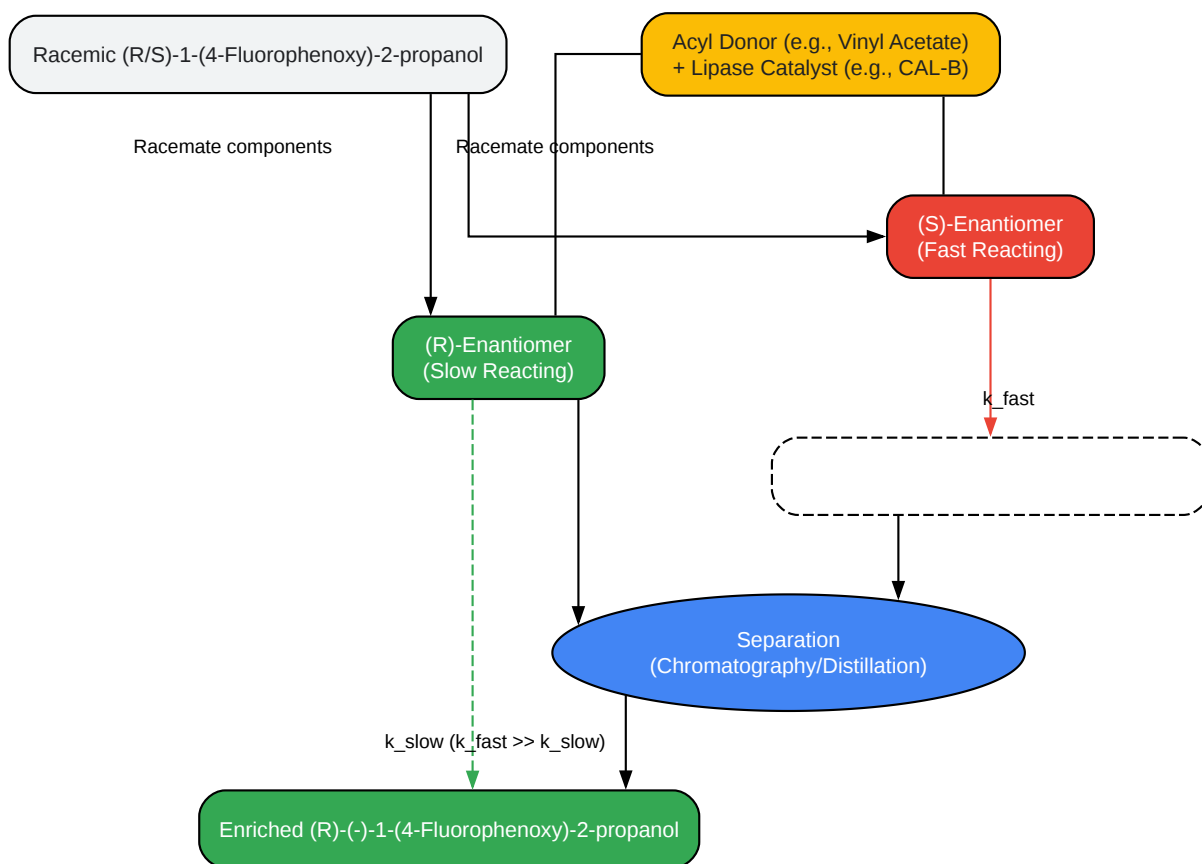 Racemic (R/S)-1-(4-Fluorophenoxy)-2-propanol
Acyl Donor (e.g., Vinyl Acetate)
+ Lipase Catalyst (e.g., CAL-B)
Racemate components
Racemate components
(S)-Enantiomer
(Fast Reacting)
(R)-Enantiomer
(Slow Reacting)
k_fast
Separation
(Chromatography/Distillation)
k_slow (k_fast >> k_slow)
Enriched (R)-(-)-1-(4-Fluorophenoxy)-2-propanol